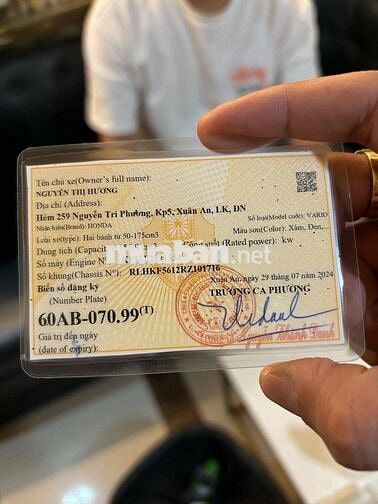 Tên chủ xe(Owner's full name):
NGUYỄN THỊ HƯƠNG
Địa chỉ (Address):
Hẻm 259 Nguyễn Tri Phương, Kp5, Xuân An, LK, ĐN
Nhãn hiệu(Brand): HONDA Số loại(Model code): VARIO
Loại xe(type): Hai bánh từ 50-175cm3 Màu sơn(Color): Xám, Đen,
Dung tích (Capacit Công suất (Rated power): kw
muaban.net
Số máy (Engine N
Số khung(Chassis N°) RLHKF5612RZ101716
Xuân An, ngày 29 tháng 07 năm 2024
Biển số đăng ký TRƯỞNG CA PHƯỜNG
(Number Plate)
60AB-070.99(T)
Giá trị đến ngày
(date of expiry):